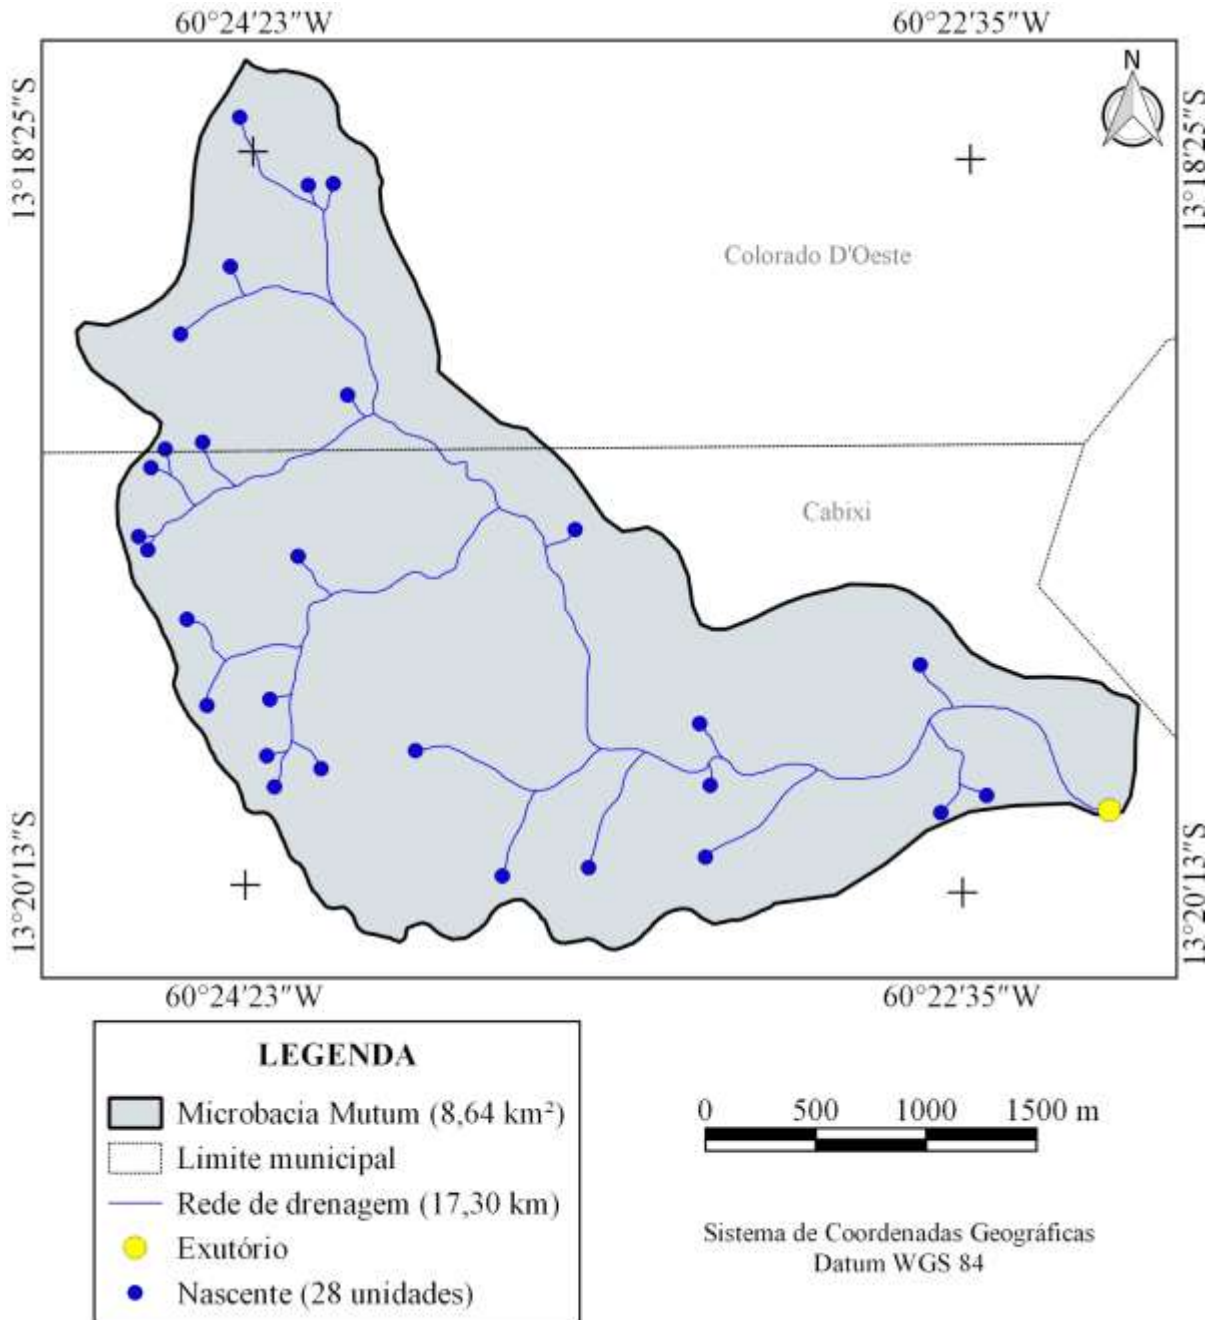 60°24'23"W 60°22'35"W
N
13°18'25"S
13°18'25"S
Colorado D'Oeste
Cabixi
13°20'13"S
13°20'13"S
60°24'23"W 60°22'35"W
LEGENDA
Microbacia Mutum (8,64 km²)
Limite municipal
Rede de drenagem (17,30 km)
Exutório
Nascente (28 unidades)
0 500 1000 1500 m
Sistema de Coordenadas Geográficas
Datum WGS 84